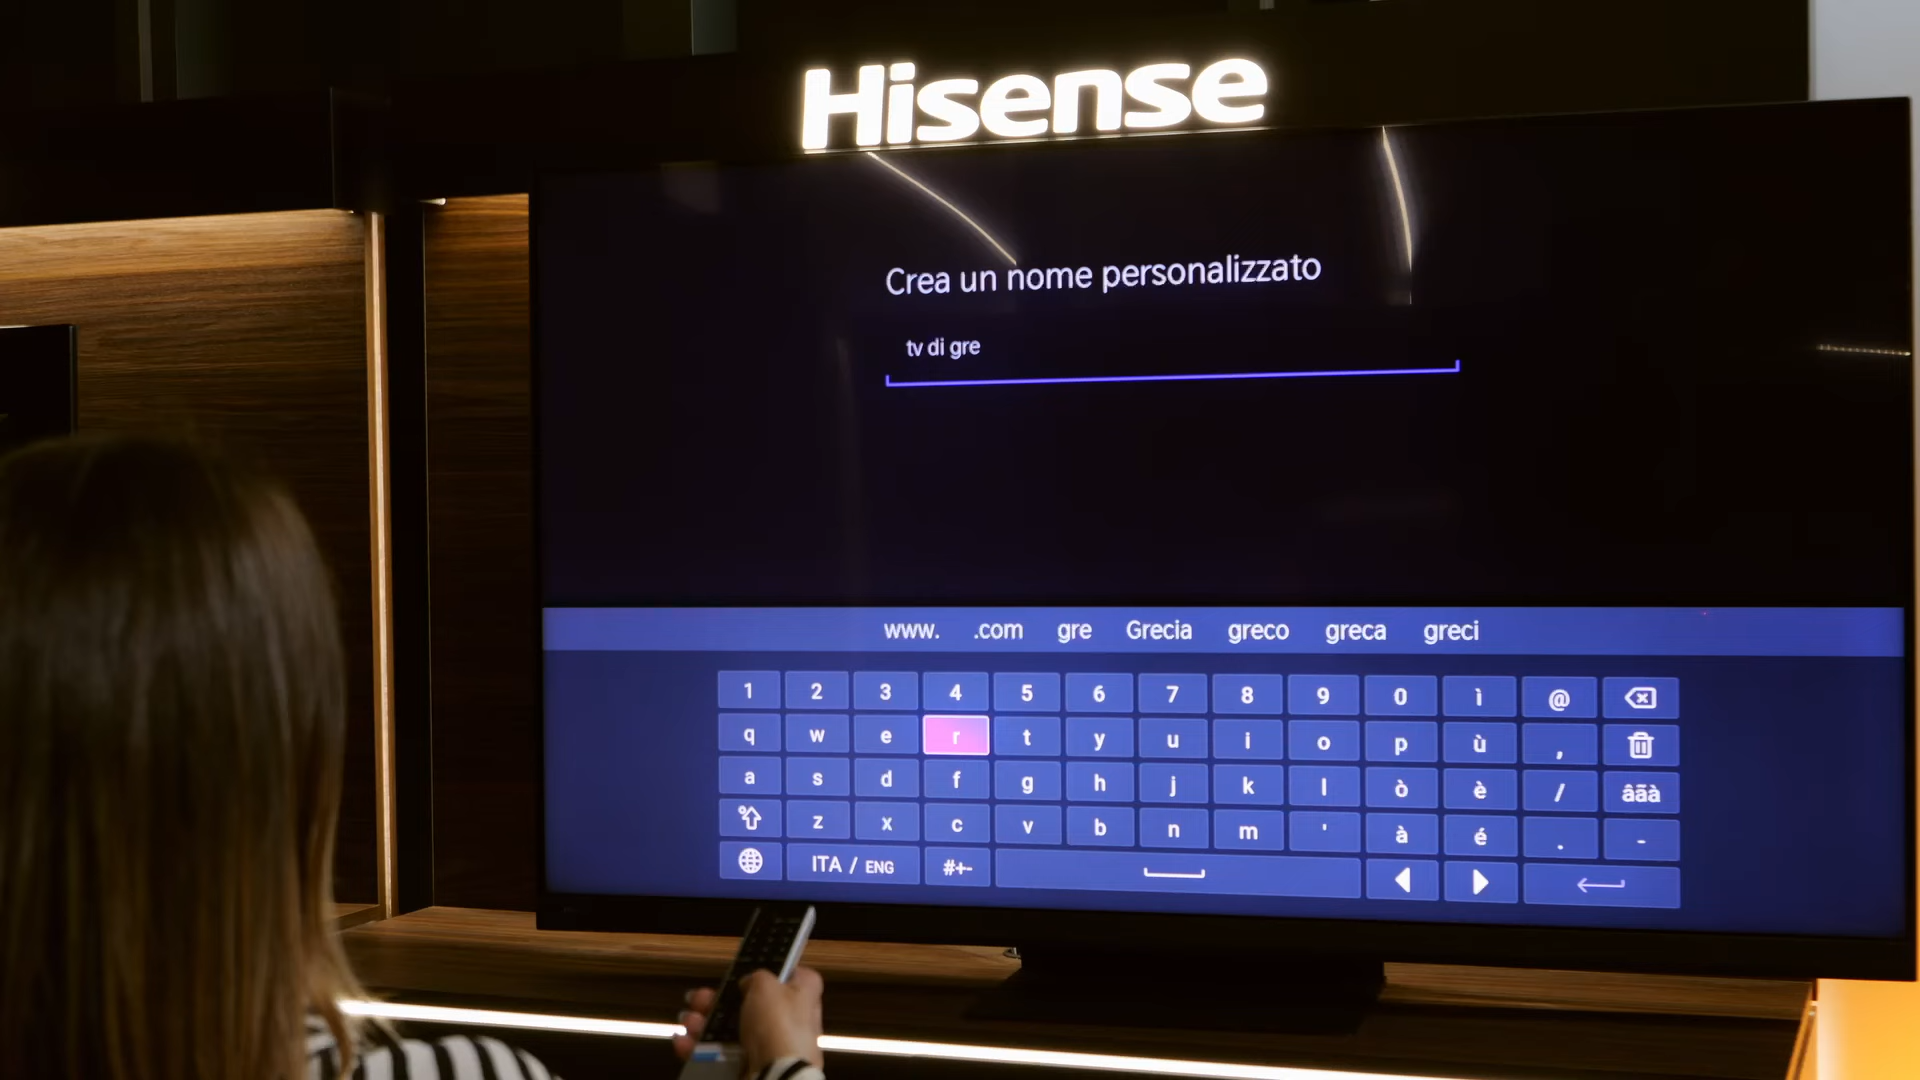 Hisense
Crea un nome personalizzato
tv di gre
www. .com gre Grecia greco greca greci
1 2 3 4 5 6 7 8 9 0 ì @
q w e r t y u i o p ù ,
a s d f g h j k l ò è / âãà
z x c v b n m ' à é . -
ITA / ENG #+-